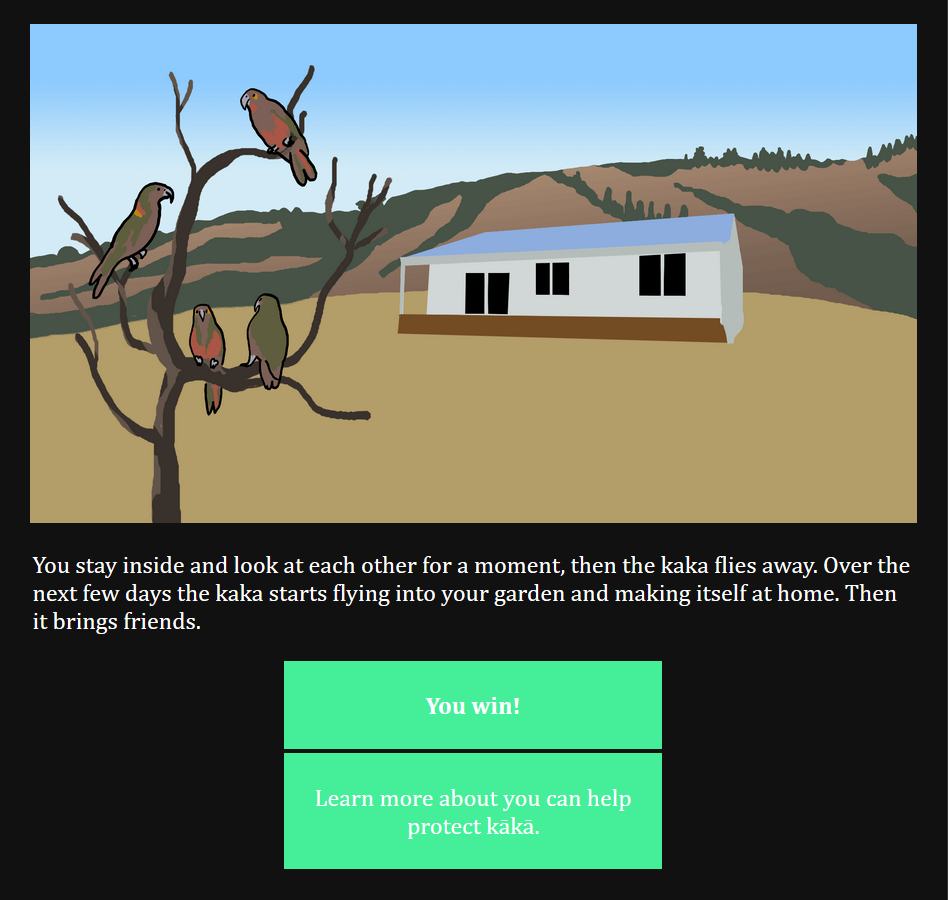 You stay inside and look at each other for a moment, then the kaka flies away. Over the
next few days the kaka starts flying into your garden and making itself at home. Then
it brings friends.
You win!
Learn more about you can help
protect kākā.